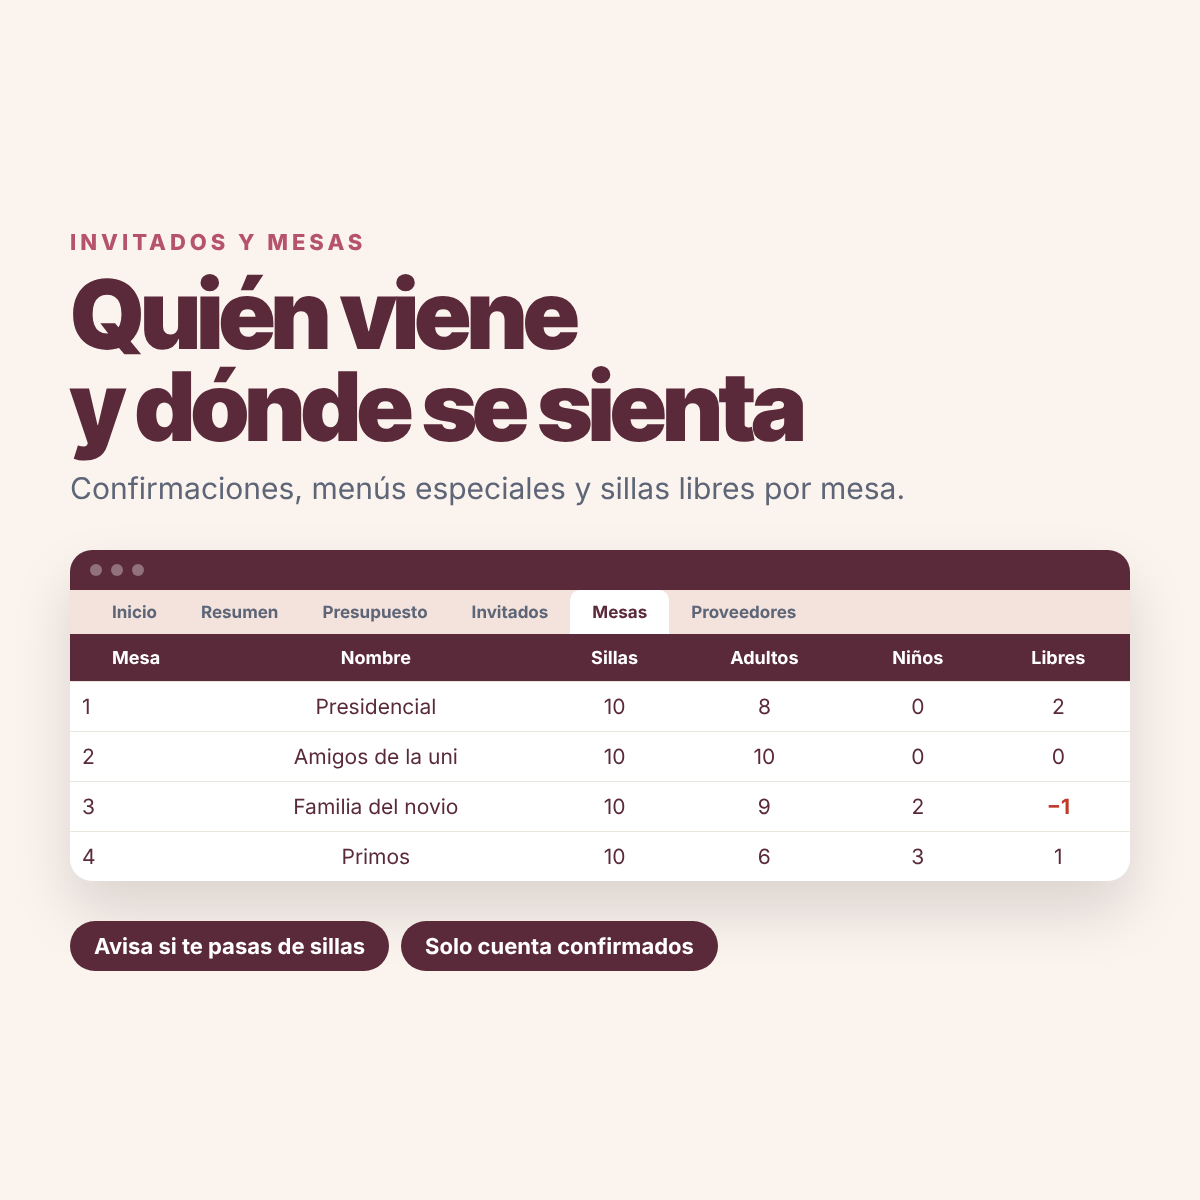 INVITADOS Y MESAS
Quién viene
y dónde se sienta
Confirmaciones, menús especiales y sillas libres por mesa.
Inicio Resumen Presupuesto Invitados Mesas Proveedores
Mesa Nombre Sillas Adultos Niños Libres
1 Presidencial 10 8 0 2
2 Amigos de la uni 10 10 0 0
3 Familia del novio 10 9 2 −1
4 Primos 10 6 3 1
Avisa si te pasas de sillas Solo cuenta confirmados